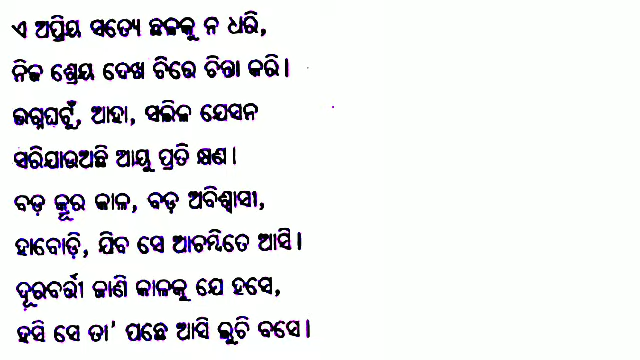 ଏ ଅପ୍ରିୟ ସତ୍ୟେ ଛଳକୁ ନ ଧରି,
ନିଜ ଶ୍ରେୟ ଦେଖ ଚିରେ ଚିନ୍ତା କରି।
ଭଗ୍ନଘଟୁଁ, ଆହା, ସଲିଳ ଯେସନ
ସରିଯାଉଅଛି ଆୟୁ ପ୍ରତି କ୍ଷଣ।
ବଡ଼ କ୍ରୂର କାଳ, ବଡ଼ ଅବିଶ୍ୱାସୀ,
ହାବୋଡ଼ି, ଯିବ ସେ ଆଚମ୍ଭିତେ ଆସି।
ଦୂରବର୍ତ୍ତୀ ଜାଣି କାଳକୁ ଯେ ହସେ,
ହସି ସେ ତା' ପଛେ ଆସି ଲୁଚି ବସେ।